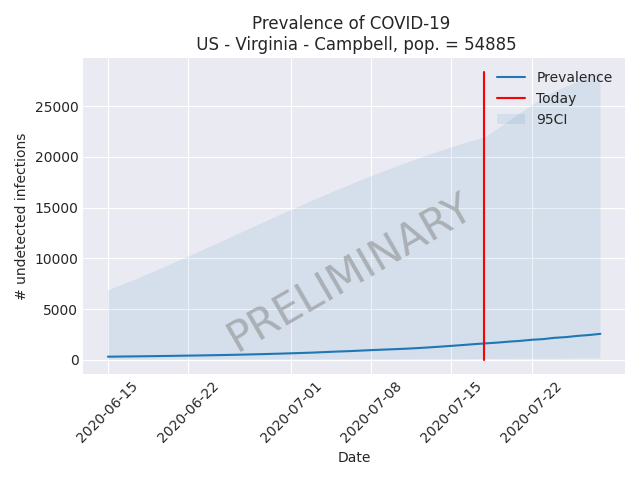 Prevalence of COVID-19
US - Virginia - Campbell, pop. = 54885
Prevalence
Today
95CI
# undetected infections
25000
20000
15000
10000
5000
0
PRELIMINARY
2020-06-15
2020-06-22
2020-07-01
2020-07-08
2020-07-15
2020-07-22
Date